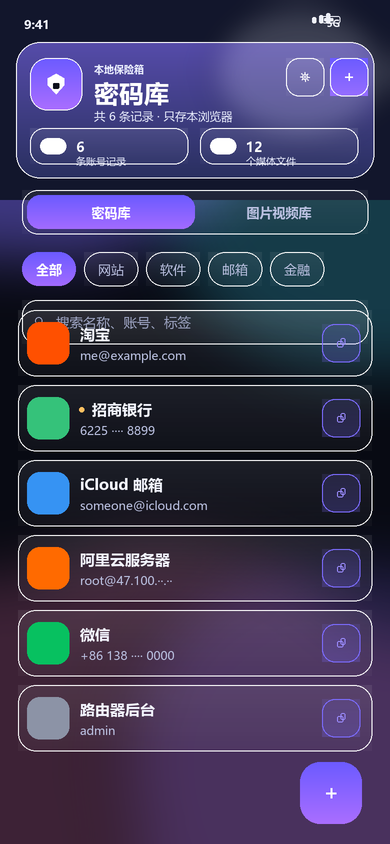 9:41
5G
本地保险箱
密码库
共 6 条记录 · 只存本浏览器
6
条账号记录
12
个媒体文件
密码库
图片视频库
全部
网站
软件
邮箱
金融
搜索名称、账号、标签
淘宝
me@example.com
招商银行
6225 ···· 8899
iCloud 邮箱
someone@icloud.com
阿里云服务器
root@47.100.··.··
微信
+86 138 ···· 0000
路由器后台
admin